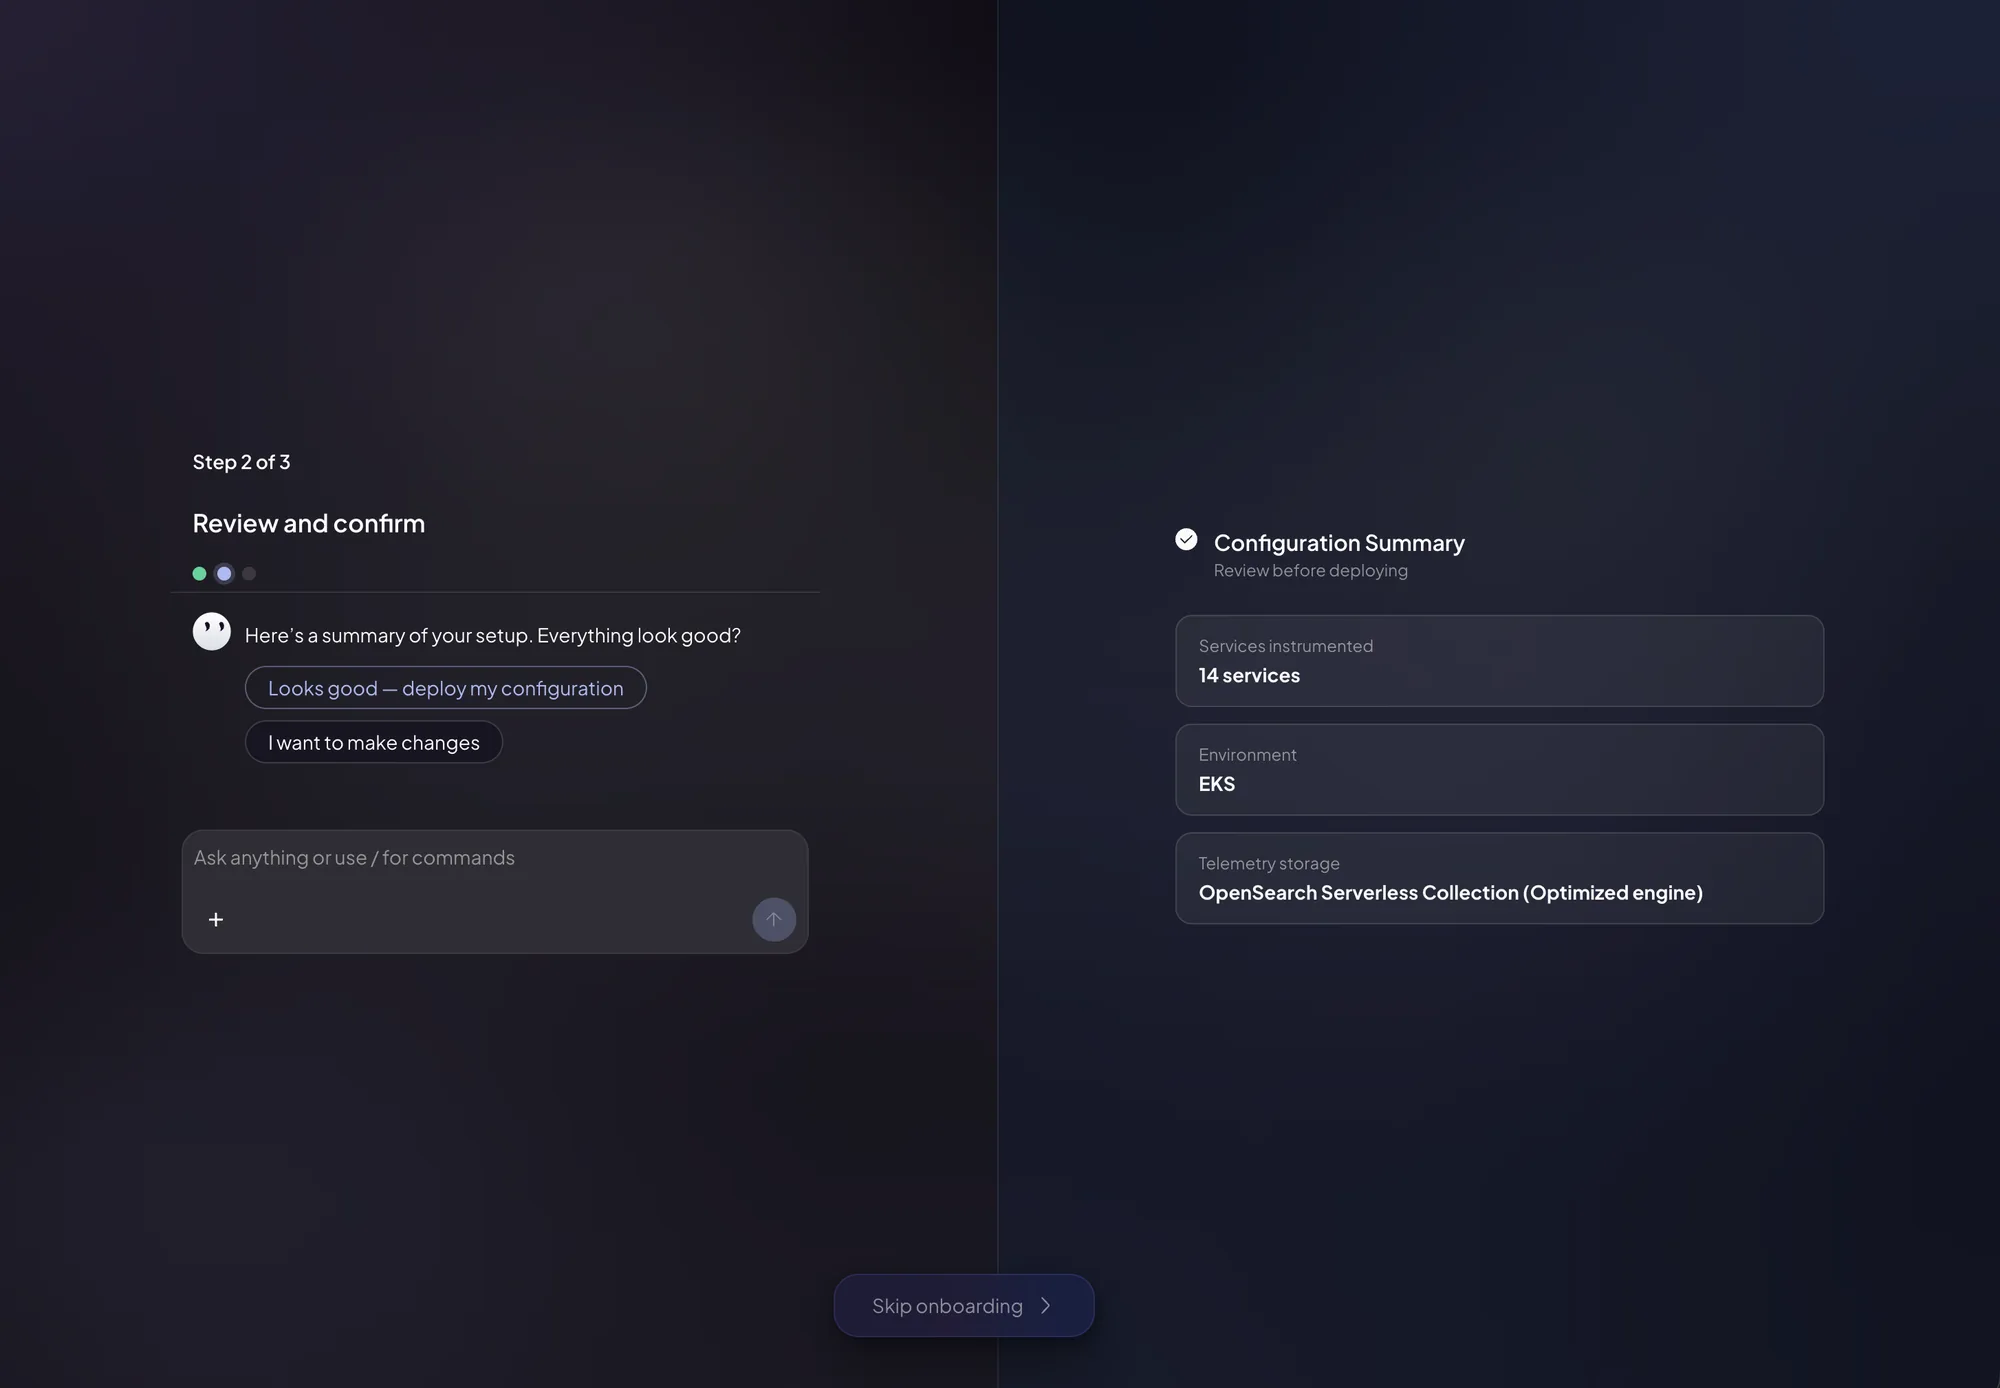 Step 2 of 3
Review and confirm
Here’s a summary of your setup. Everything look good?
Looks good — deploy my configuration
I want to make changes
Ask anything or use / for commands
Configuration Summary
Review before deploying
Services instrumented
14 services
Environment
EKS
Telemetry storage
OpenSearch Serverless Collection (Optimized engine)
Skip onboarding